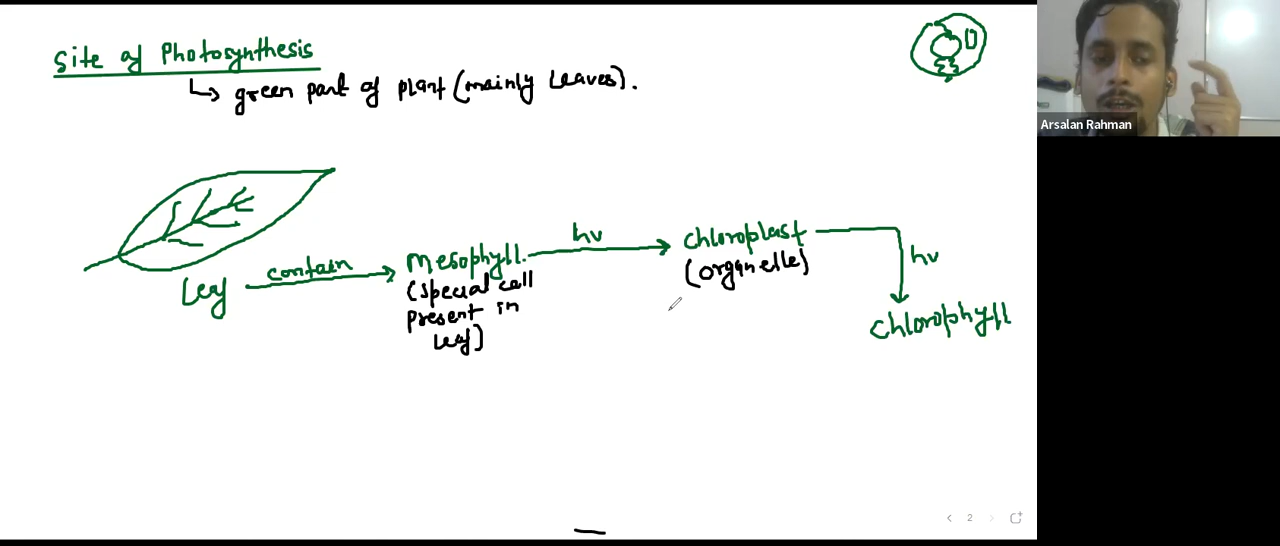 Site of Photosynthesis
↳ green part of plant (mainly Leaves).
Arsalan Rahman
Leaf
contain
Mesophyll.
(special cell
present in
leaf)
hν
Chloroplast
(organelle)
hν
Chlorophyll
2